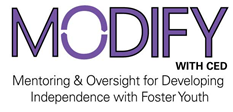 MODIFY
WITH CED
Mentoring & Oversight for Developing
Independence with Foster Youth